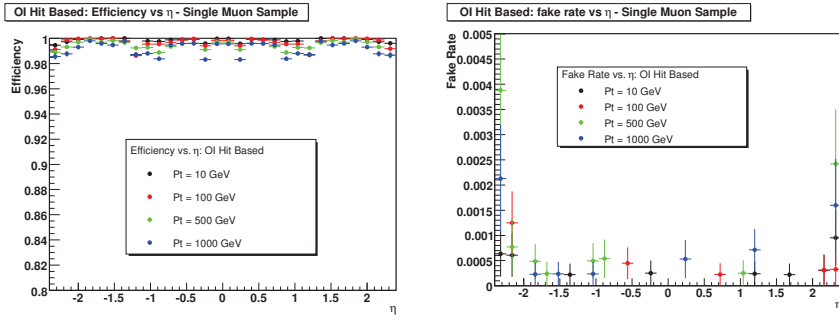 OI Hit Based: Efficiency vs η - Single Muon Sample
Efficiency
1
0.98
0.96
0.94
0.92
0.9
0.88
0.86
0.84
0.82
0.8
Efficiency vs. η: OI Hit Based
Pt = 10 GeV
Pt = 100 GeV
Pt = 500 GeV
Pt = 1000 GeV
-2 -1.5 -1 -0.5 0 0.5 1 1.5 2
η
OI Hit Based: fake rate vs η - Single Muon Sample
Fake Rate
0.005
0.0045
0.004
0.0035
0.003
0.0025
0.002
0.0015
0.001
0.0005
0
Fake Rate vs. η: OI Hit Based
Pt = 10 GeV
Pt = 100 GeV
Pt = 500 GeV
Pt = 1000 GeV
-2 -1.5 -1 -0.5 0 0.5 1 1.5 2
η